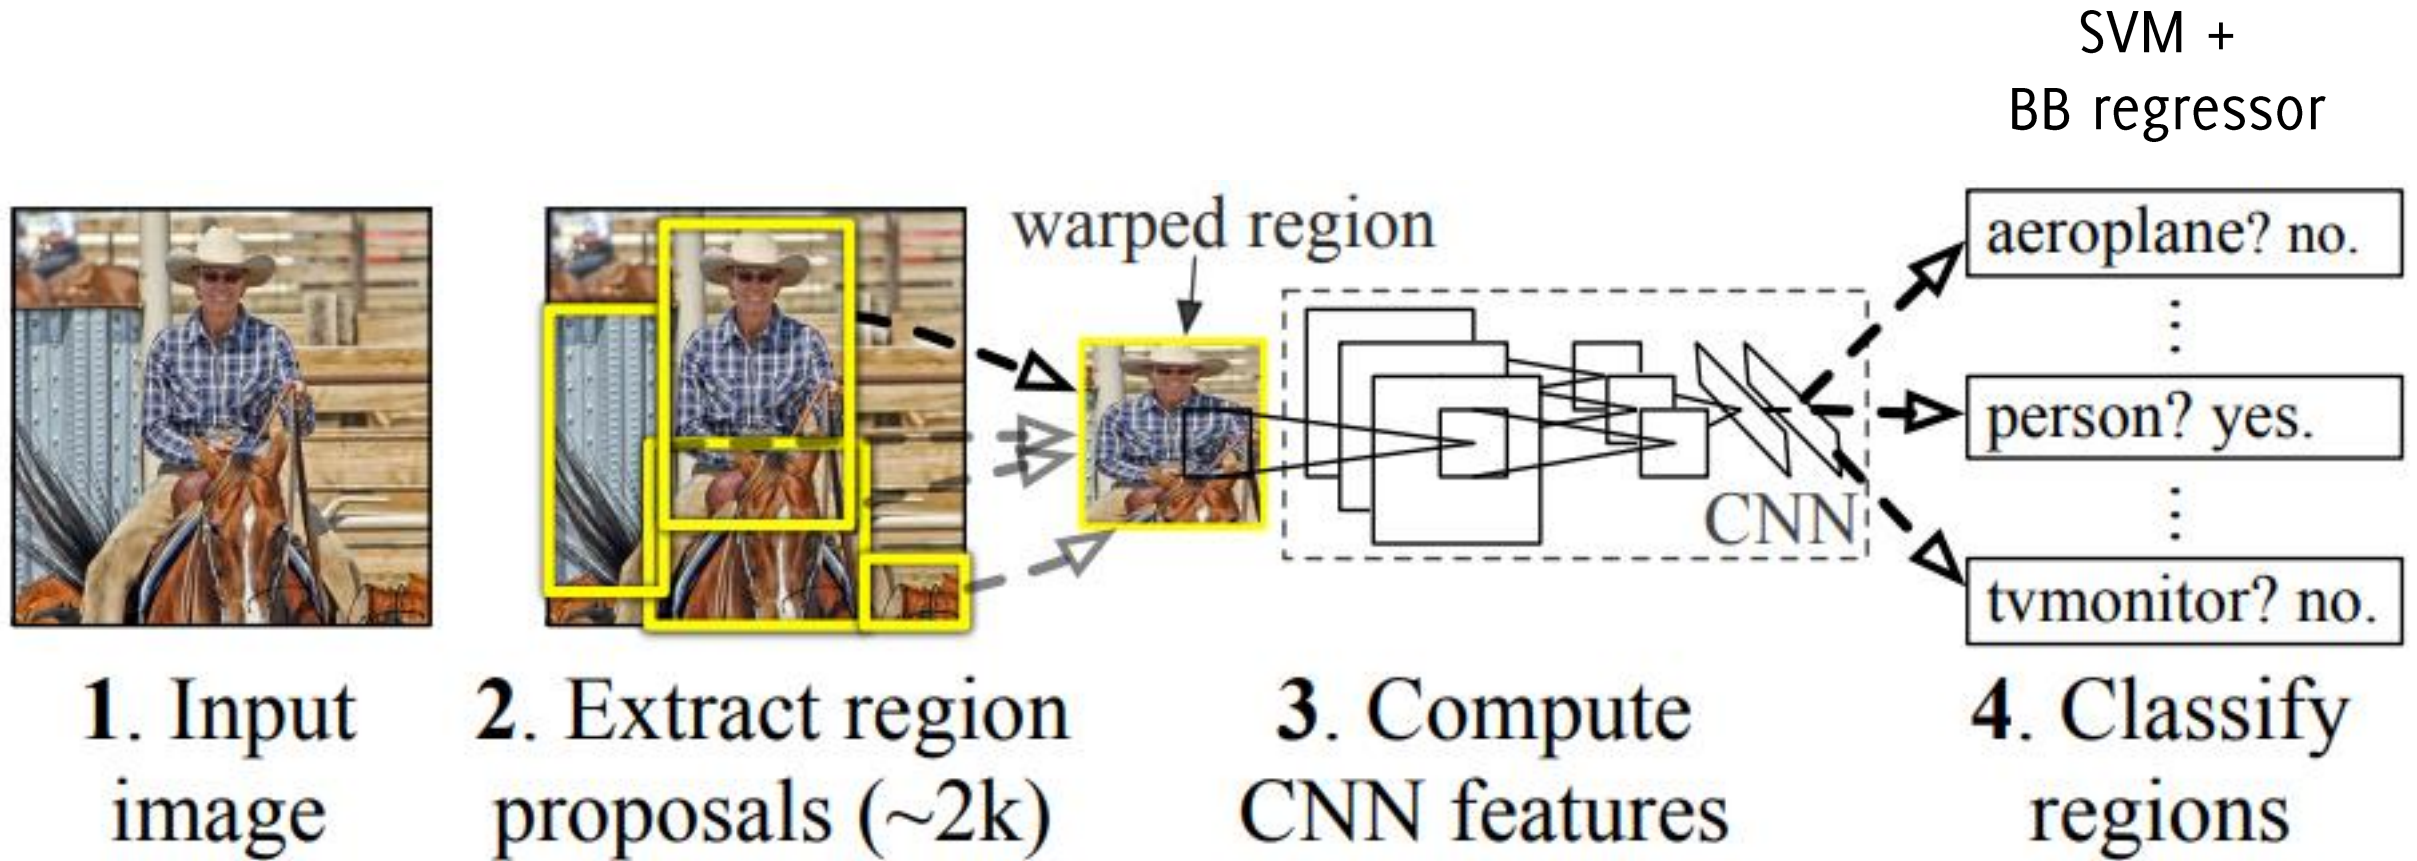 SVM +
BB regressor
warped region
aeroplane? no.
person? yes.
CNN
tvmonitor? no.
1. Input
image
2. Extract region
proposals (~2k)
3. Compute
CNN features
4. Classify
regions